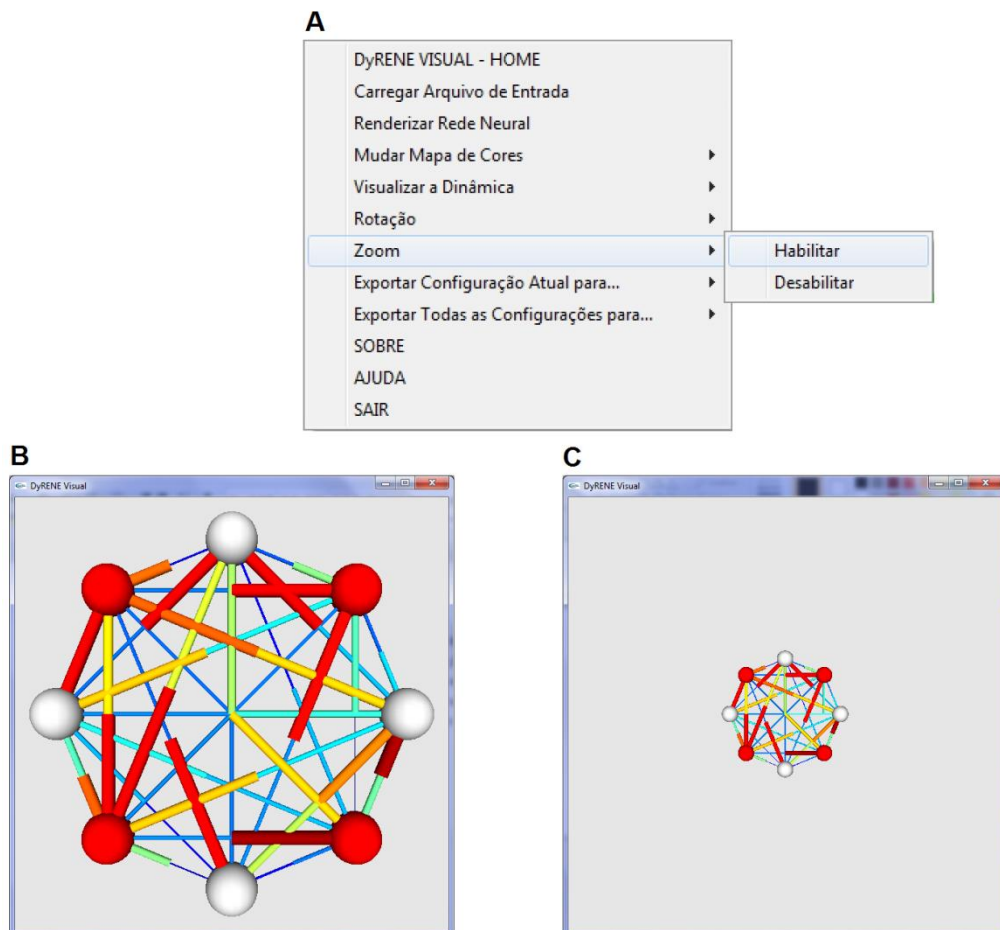 A
DyRENE VISUAL - HOME
Carregar Arquivo de Entrada
Renderizar Rede Neural
Mudar Mapa de Cores
Visualizar a Dinâmica
Rotação
Zoom
Habilitar
Exportar Configuração Atual para...
Desabilitar
Exportar Todas as Configurações para...
SOBRE
AJUDA
SAIR
B
DyRENE Visual
C
DyRENE Visual